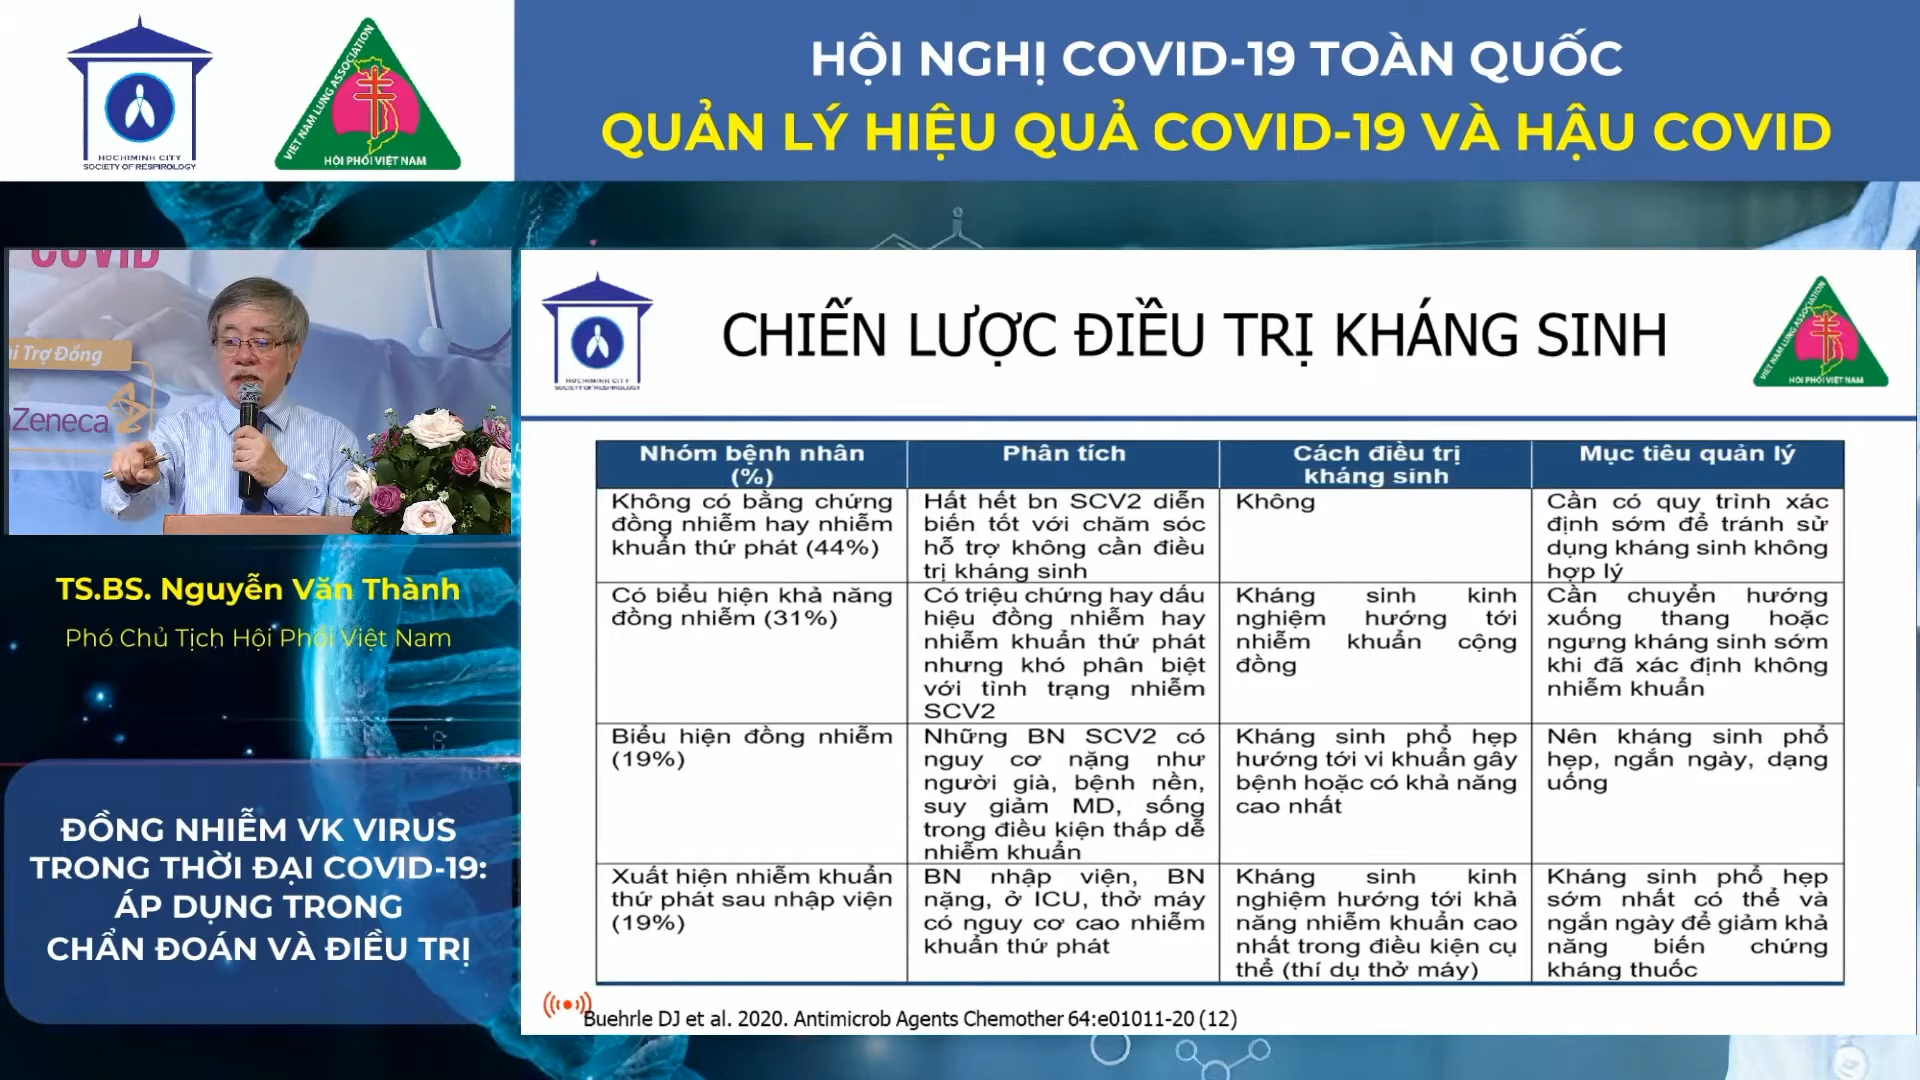 HOCHIMINH CITY
SOCIETY OF RESPIROLOGY
VIET NAM LUNG ASSOCIATION
HỘI PHỔI VIỆT NAM
HỘI NGHỊ COVID-19 TOÀN QUỐC
QUẢN LÝ HIỆU QUẢ COVID-19 VÀ HẬU COVID
COVID
i Trợ Đồng
Zeneca
TS.BS. Nguyễn Văn Thành
Phó Chủ Tịch Hội Phổi Việt Nam
ĐỒNG NHIỄM VK VIRUS
TRONG THỜI ĐẠI COVID-19:
ÁP DỤNG TRONG
CHẨN ĐOÁN VÀ ĐIỀU TRỊ
HOCHIMINH CITY
SOCIETY OF RESPIROLOGY
CHIẾN LƯỢC ĐIỀU TRỊ KHÁNG SINH
VIET NAM LUNG ASSOCIATION
HỘI PHỔI VIỆT NAM
Nhóm bệnh nhân
(%)
Phân tích
Cách điều trị
kháng sinh
Mục tiêu quản lý
Không có bằng chứng
đồng nhiễm hay nhiễm
khuẩn thứ phát (44%)
Hất hết bn SCV2 diễn
biến tốt với chăm sóc
hỗ trợ không cần điều
trị kháng sinh
Không
Cần có quy trình xác
định sớm để tránh sử
dụng kháng sinh không
hợp lý
Có biểu hiện khả năng
đồng nhiễm (31%)
Có triệu chứng hay dấu
hiệu đồng nhiễm hay
nhiễm khuẩn thứ phát
nhưng khó phân biệt
với tình trạng nhiễm
SCV2
Kháng sinh kinh
nghiệm hướng tới
nhiễm khuẩn cộng
đồng
Cần chuyển hướng
xuống thang hoặc
ngưng kháng sinh sớm
khi đã xác định không
nhiễm khuẩn
Biểu hiện đồng nhiễm
(19%)
Những BN SCV2 có
nguy cơ nặng như
người già, bệnh nền,
suy giảm MD, sống
trong điều kiện thấp dễ
nhiễm khuẩn
Kháng sinh phổ hẹp
hướng tới vi khuẩn gây
bệnh hoặc có khả năng
cao nhất
Nên kháng sinh phổ
hẹp, ngắn ngày, dạng
uống
Xuất hiện nhiễm khuẩn
thứ phát sau nhập viện
(19%)
BN nhập viện, BN
nặng, ở ICU, thở máy
có nguy cơ cao nhiễm
khuẩn thứ phát
Kháng sinh kinh
nghiệm hướng tới khả
năng nhiễm khuẩn cao
nhất trong điều kiện cụ
thể (thí dụ thở máy)
Kháng sinh phổ hẹp
sớm nhất có thể và
ngắn ngày để giảm khả
năng biến chứng
kháng thuốc
Buehrle DJ et al. 2020. Antimicrob Agents Chemother 64:e01011-20 (12)